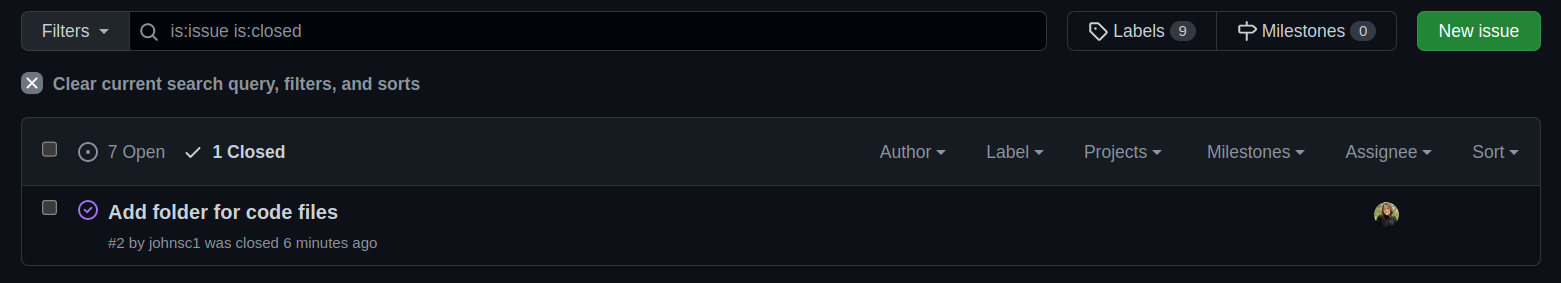 Filters is:issue is:closed Labels 9 Milestones 0 New issue
Clear current search query, filters, and sorts
7 Open 1 Closed Author Label Projects Milestones Assignee Sort
Add folder for code files
#2 by johnsc1 was closed 6 minutes ago